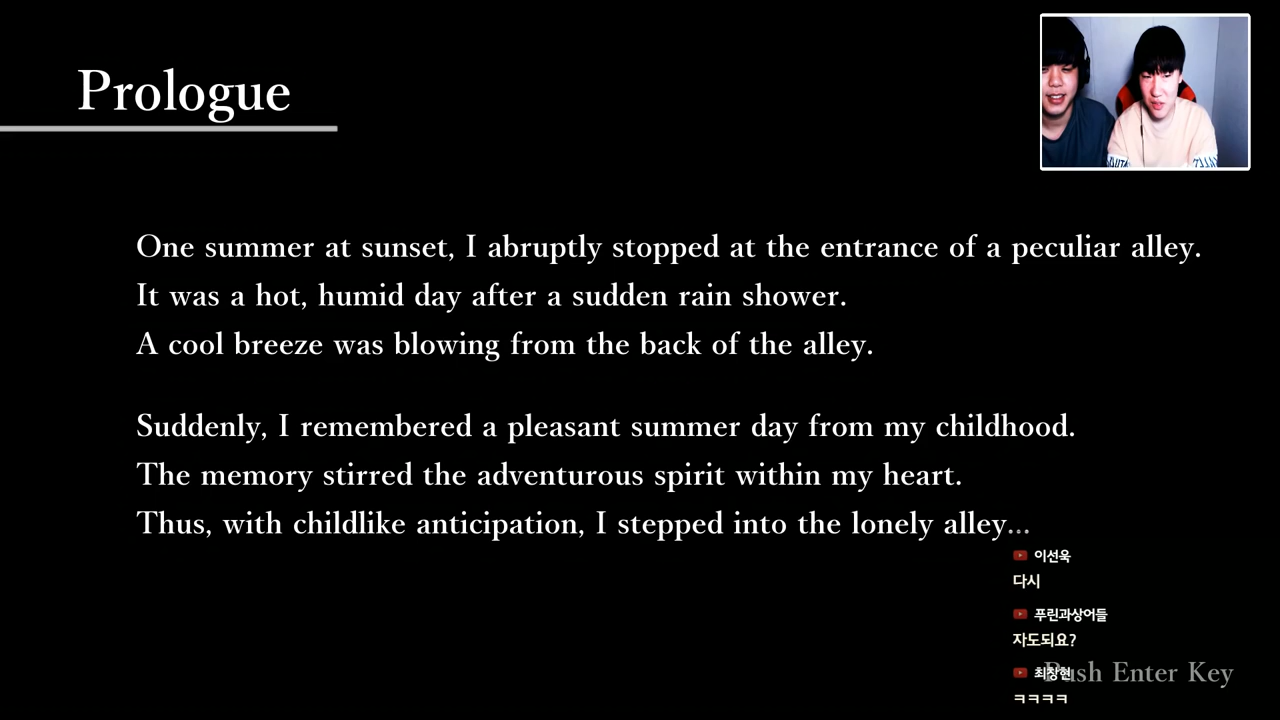 Prologue
One summer at sunset, I abruptly stopped at the entrance of a peculiar alley.
It was a hot, humid day after a sudden rain shower.
A cool breeze was blowing from the back of the alley.
Suddenly, I remembered a pleasant summer day from my childhood.
The memory stirred the adventurous spirit within my heart.
Thus, with childlike anticipation, I stepped into the lonely alley...
이선욱
다시
푸린과상어들
자도되요?
최창현
Push Enter Key
ㅋㅋㅋㅋ